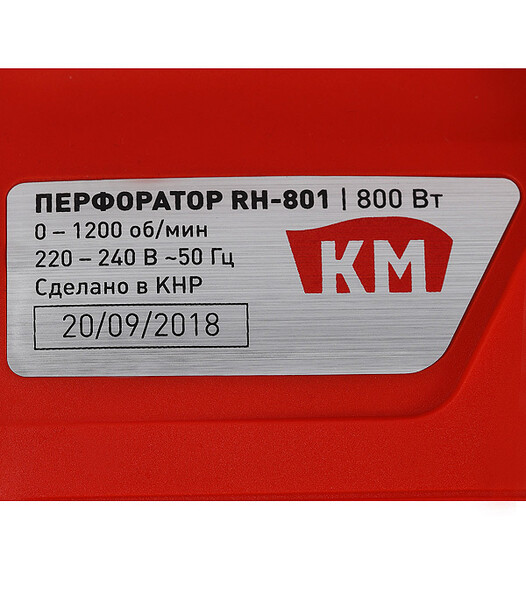 ПЕРФОРАТОР RH-801 | 800 Вт
0 – 1200 об/мин
220 – 240 В ~50 Гц
Сделано в КНР
20/09/2018
КМ